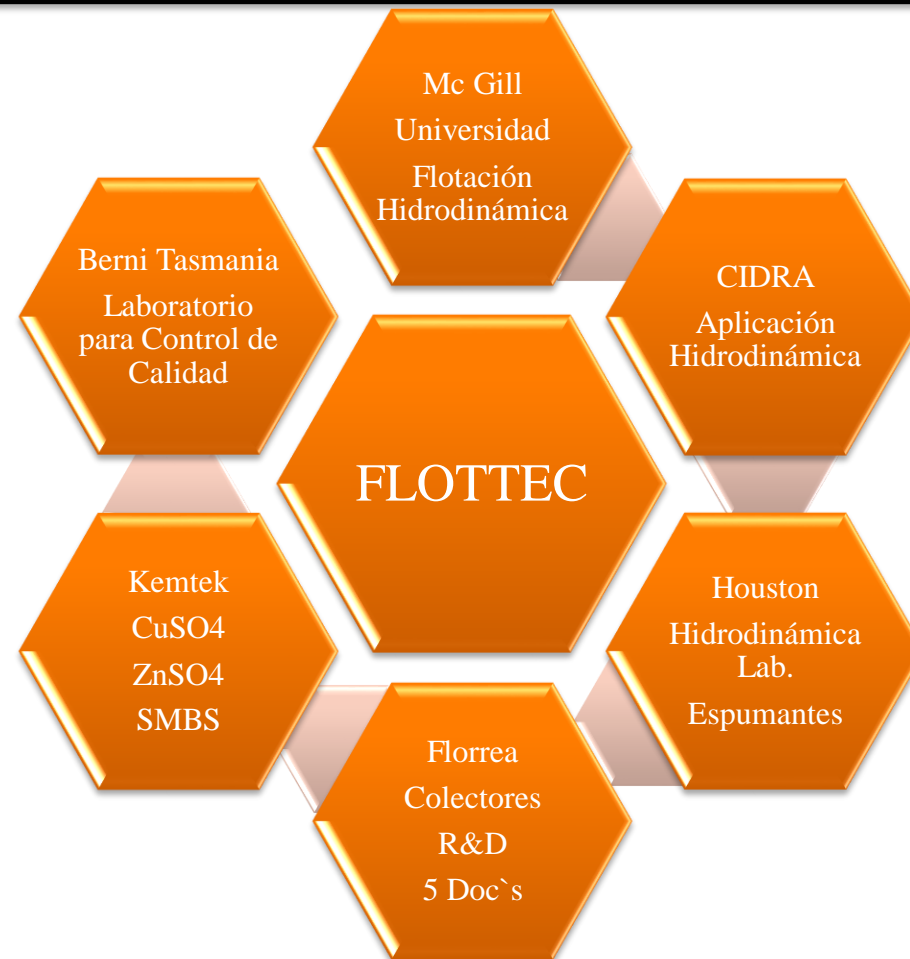 Mc Gill
Universidad
Flotación
Hidrodinámica
CIDRA
Aplicación
Hidrodinámica
Houston
Hidrodinámica
Lab.
Espumantes
Florrea
Colectores
R&D
5 Doc`s
Kemtek
CuSO4
ZnSO4
SMBS
Berni Tasmania
Laboratorio
para Control de
Calidad
FLOTTEC